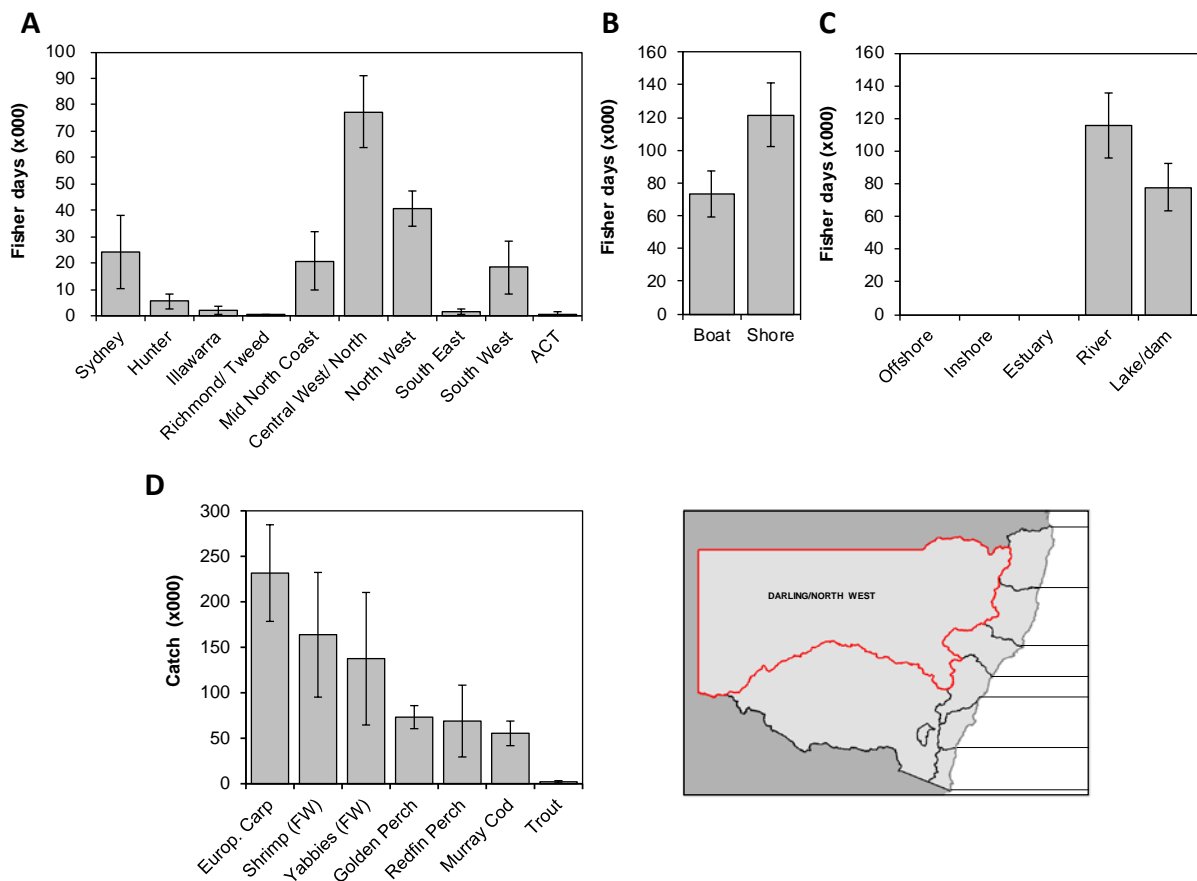 A
Fisher days (x000)
100
90
80
70
60
50
40
30
20
10
0
Sydney
Hunter
Illawarra
Richmond/ Tweed
Mid North Coast
Central West/ North
North West
South East
South West
ACT
B
Fisher days (x000)
160
140
120
100
80
60
40
20
0
Boat
Shore
C
Fisher days (x000)
160
140
120
100
80
60
40
20
0
Offshore
Inshore
Estuary
River
Lake/dam
D
Catch (x000)
300
250
200
150
100
50
0
Europ. Carp
Shrimp (FW)
Yabbies (FW)
Golden Perch
Redfin Perch
Murray Cod
Trout
DARLING/NORTH WEST